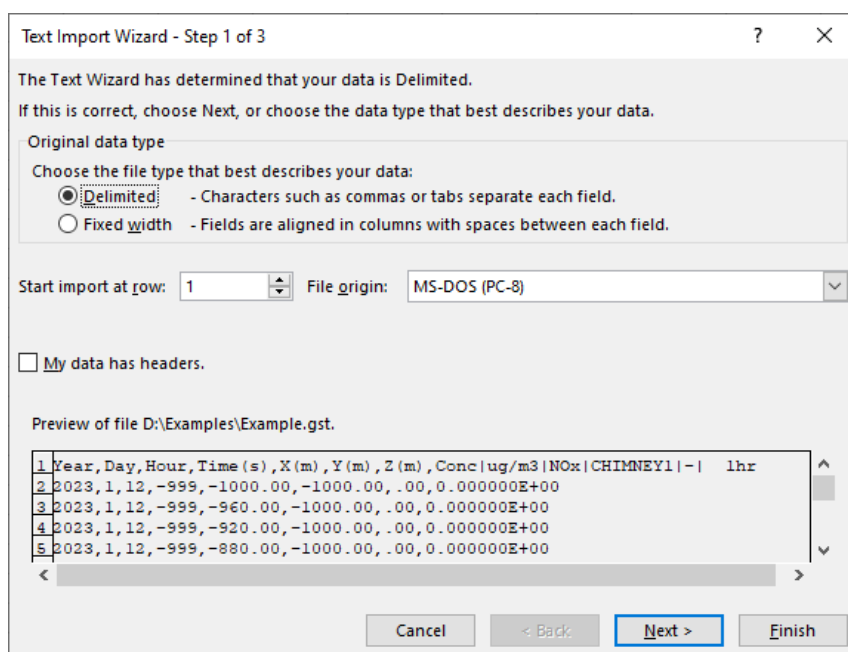 Text Import Wizard - Step 1 of 3 ?
The Text Wizard has determined that your data is Delimited.
If this is correct, choose Next, or choose the data type that best describes your data.
Original data type
Choose the file type that best describes your data:
Delimited - Characters such as commas or tabs separate each field.
Fixed width - Fields are aligned in columns with spaces between each field.
Start import at row: 1 File origin: MS-DOS (PC-8)
My data has headers.
Preview of file D:\Examples\Example.gst.
1 Year,Day,Hour,Time(s),X(m),Y(m),Z(m),Conc|ug/m3|NOx|CHIMNEY1|-| 1hr
2 2023,1,12,-999,-1000.00,-1000.00,.00,0.000000E+00
3 2023,1,12,-999,-960.00,-1000.00,.00,0.000000E+00
4 2023,1,12,-999,-920.00,-1000.00,.00,0.000000E+00
5 2023,1,12,-999,-880.00,-1000.00,.00,0.000000E+00
Cancel < Back Next > Finish